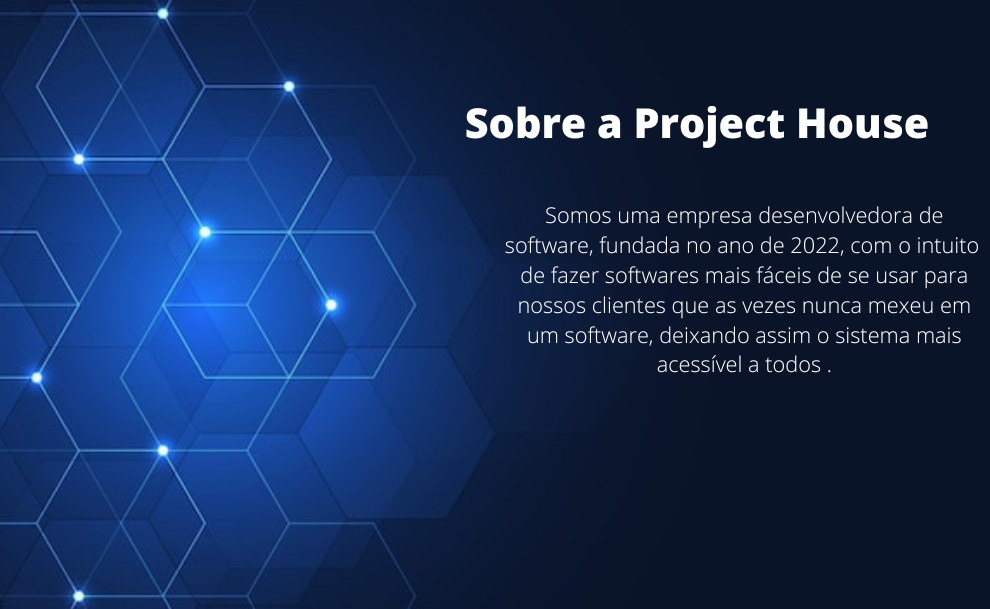 Sobre a Project House
Somos uma empresa desenvolvedora de
software, fundada no ano de 2022, com o intuito
de fazer softwares mais fáceis de se usar para
nossos clientes que as vezes nunca mexeu em
um software, deixando assim o sistema mais
acessível a todos .